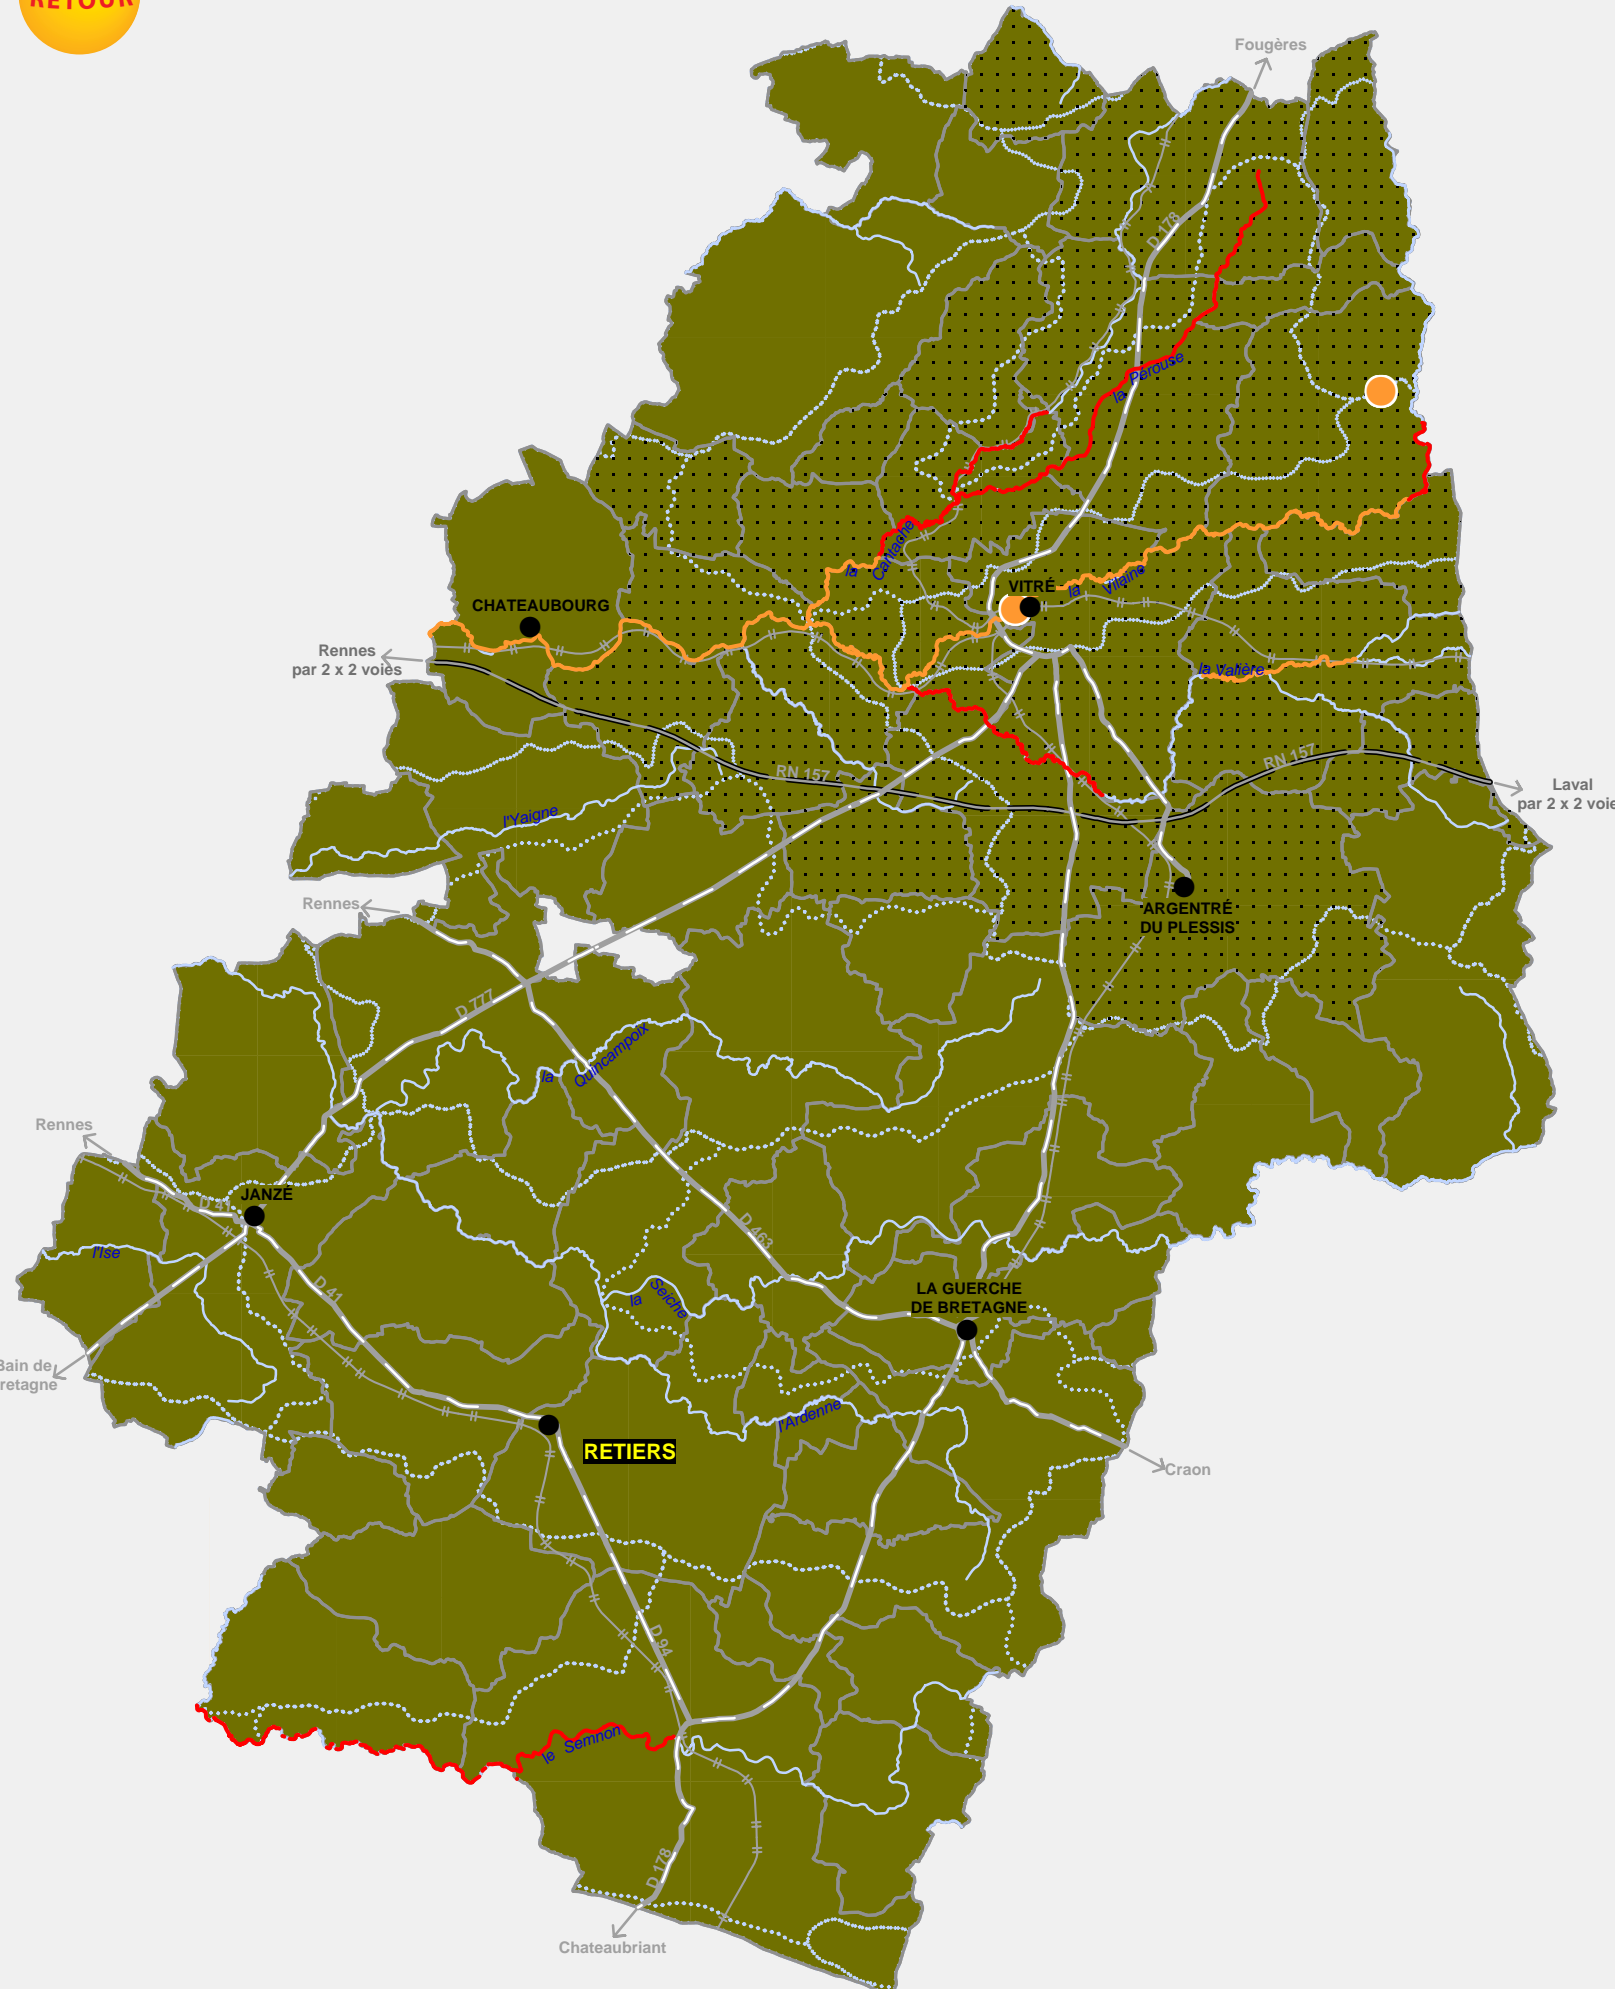 RETOUR
Fougères
D 178
la Pérouse
la Cantache
VITRÉ
la Vilaine
CHATEAUBOURG
Rennes
par 2 x 2 voies
la Valière
RN 157
RN 157
Laval
par 2 x 2 voie
l'Yaigne
Rennes
ARGENTRÉ
DU PLESSIS
D 777
la Quincampoix
Rennes
JANZÉ
D 41
D 463
l'Ise
la Seiche
D 41
LA GUERCHE
DE BRETAGNE
Bain de
retagne
l'Ardenne
RETIERS
Craon
D 94
le Semnon
D 178
Chateaubriant